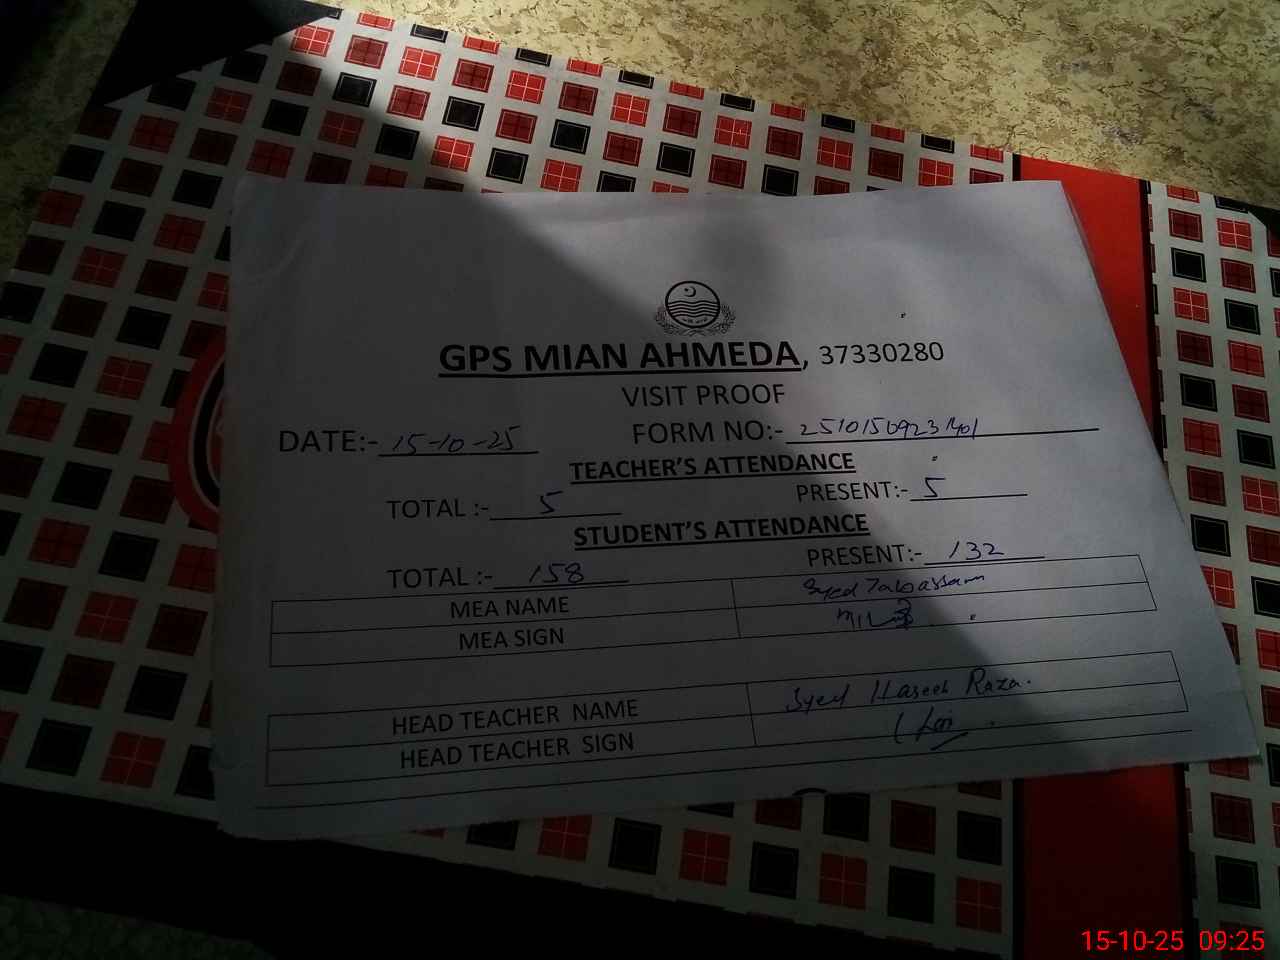 GPS MIAN AHMEDA, 37330280
VISIT PROOF
DATE:- 15-10-25 FORM NO:- 25101509231401
TEACHER'S ATTENDANCE
TOTAL :- 5 PRESENT:- 5
STUDENT'S ATTENDANCE
TOTAL :- 158 PRESENT:- 132
MEA NAME Syed Tabassam
MEA SIGN
HEAD TEACHER NAME Syed Haseeb Raza.
HEAD TEACHER SIGN
15-10-25 09:25